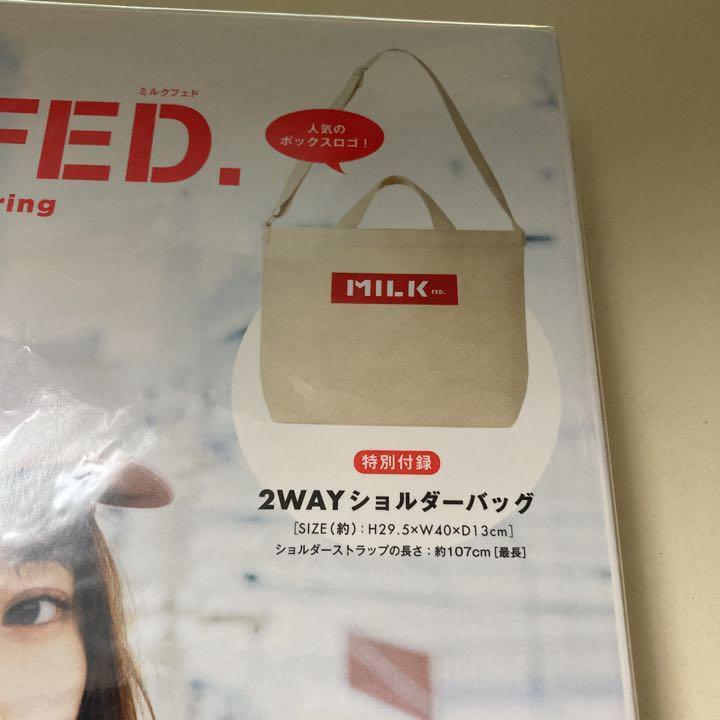 ミルクフェド
FED.
ring
人気の
ボックスロゴ！
MILK FED.
特別付録
2WAYショルダーバッグ
[SIZE（約）：H29.5×W40×D13cm]
ショルダーストラップの長さ：約107cm[最長]